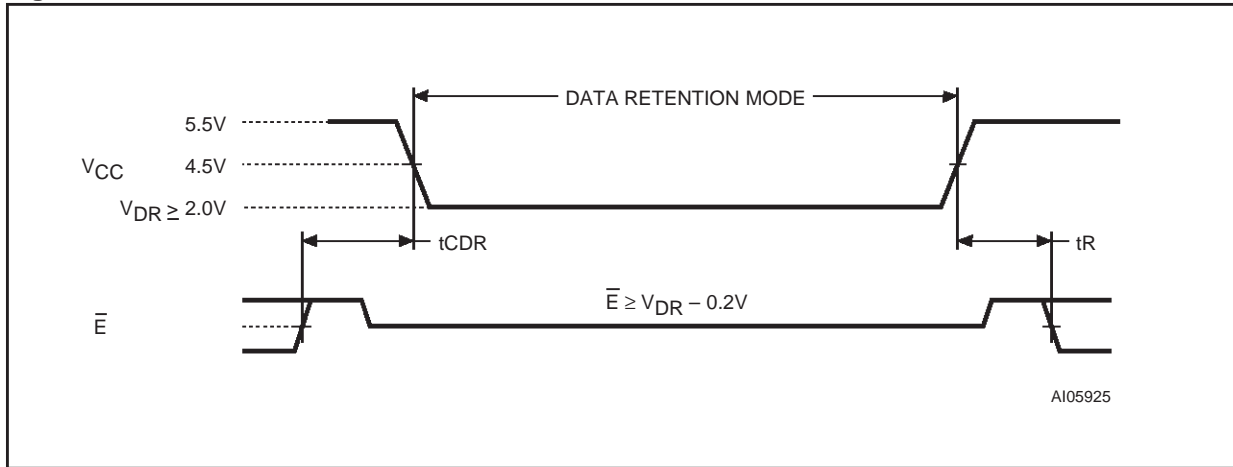 DATA RETENTION MODE
5.5V
VCC 4.5V
VDR ≥ 2.0V
tCDR
tR
E̅ ≥ VDR – 0.2V
E̅
AI05925